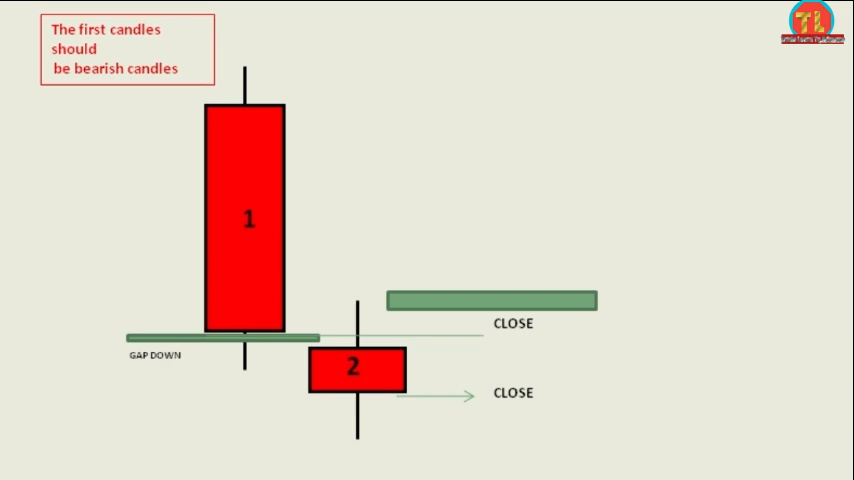 The first candles
should
be bearish candles
TL
1
CLOSE
GAP DOWN
2
CLOSE